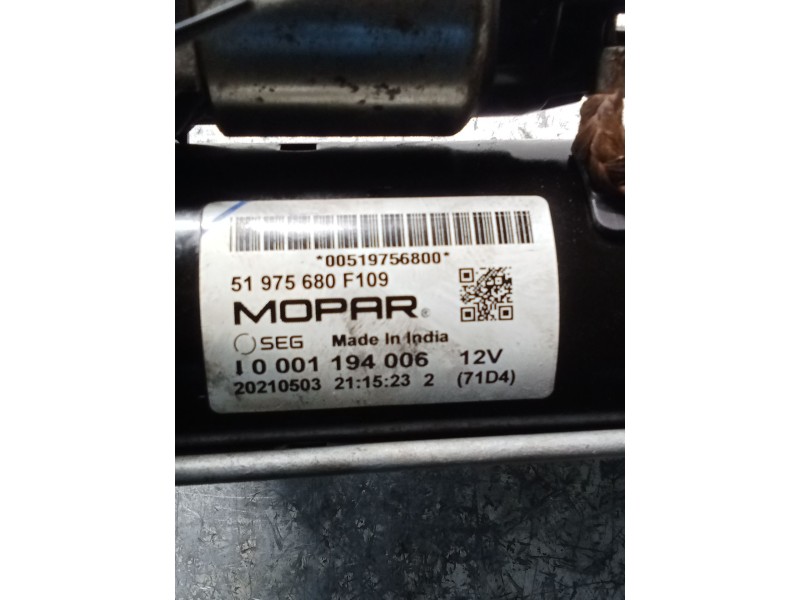 *00519756800*
51 975 680 F109
MOPAR®
SEG Made in India
0 001 194 006 12V
20210503 21:15:23 2 (71D4)